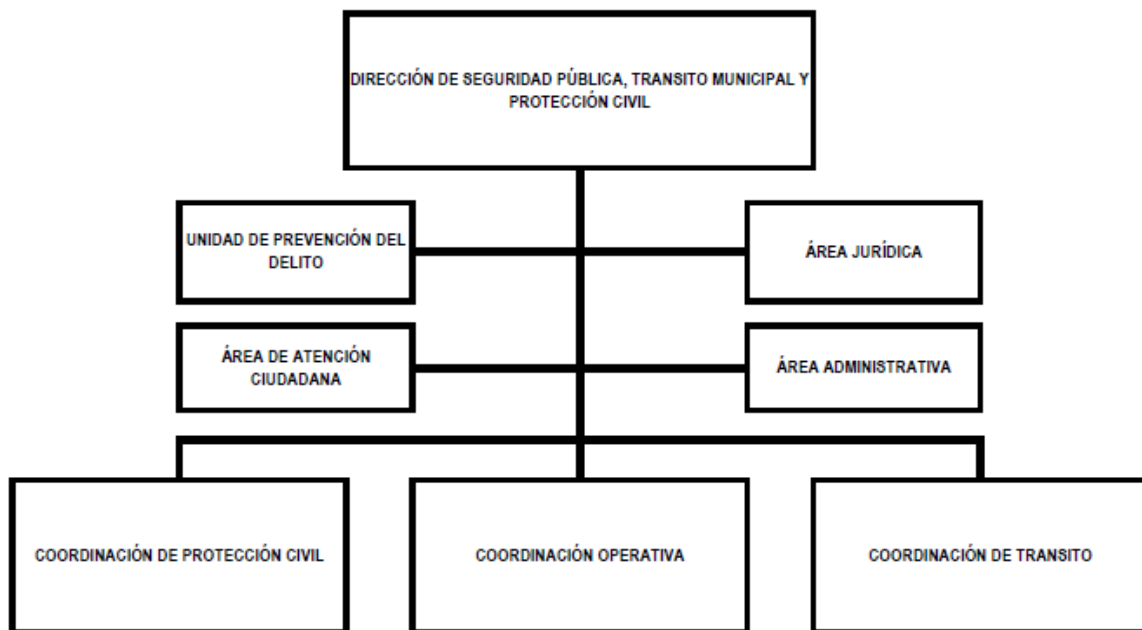 DIRECCIÓN DE SEGURIDAD PÚBLICA, TRANSITO MUNICIPAL Y
PROTECCIÓN CIVIL
UNIDAD DE PREVENCIÓN DEL
DELITO
ÁREA JURÍDICA
ÁREA DE ATENCIÓN
CIUDADANA
ÁREA ADMINISTRATIVA
COORDINACIÓN DE PROTECCIÓN CIVIL
COORDINACIÓN OPERATIVA
COORDINACIÓN DE TRANSITO